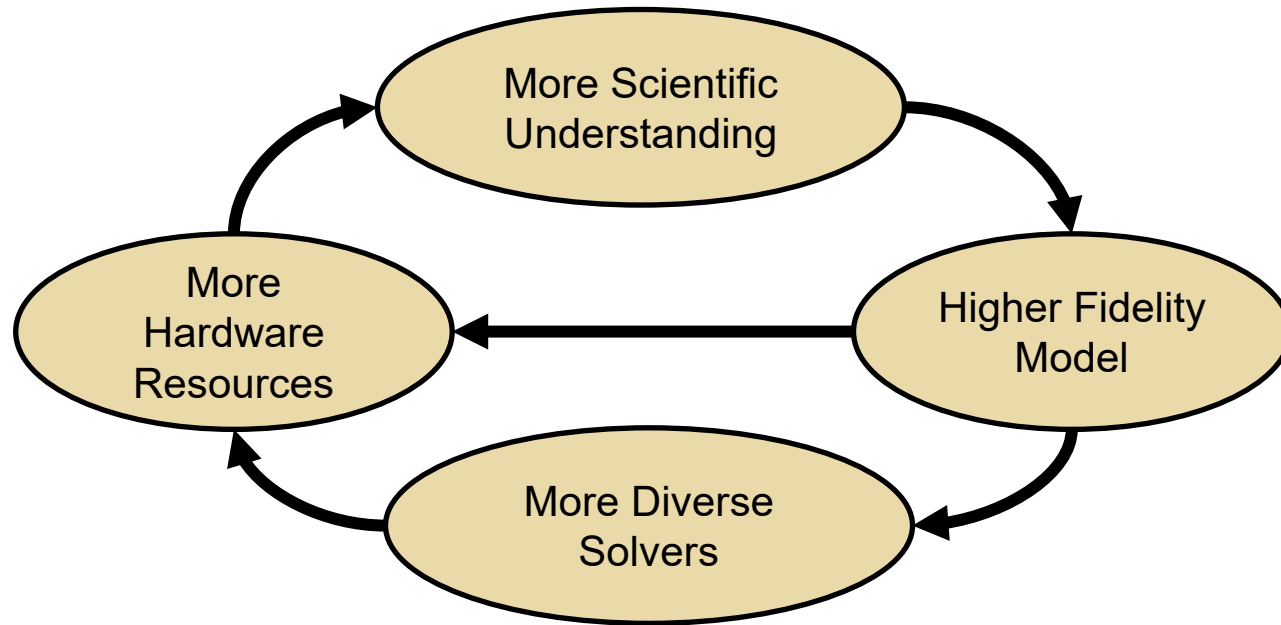 More Scientific
Understanding
More
Hardware
Resources
Higher Fidelity
Model
More Diverse
Solvers